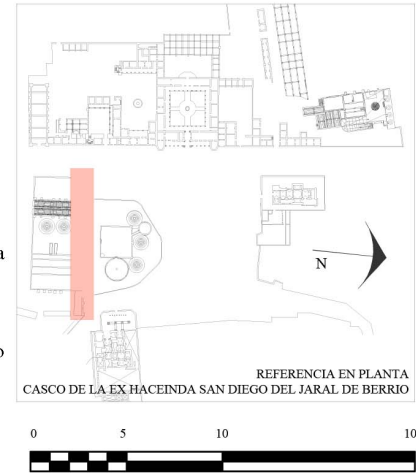 a
N
o
REFERENCIA EN PLANTA
CASCO DE LA EX HACEINDA SAN DIEGO DEL JARAL DE BERRIO
0 5 10 10